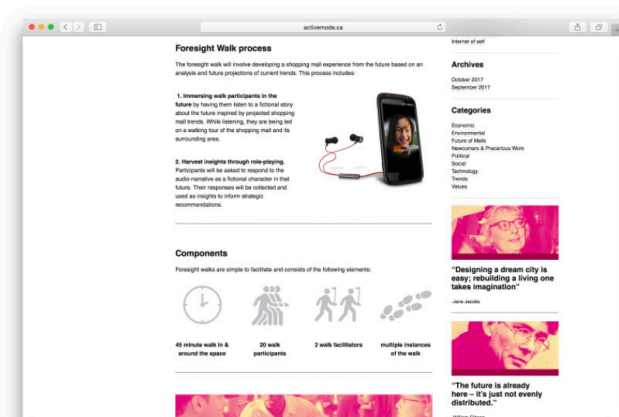 activemode.ca
Foresight Walk process
The foresight walk will involve developing a shopping mall experience from the future based on an
analysis and future projections of current trends. This process includes:
1. Immersing walk participants in the
future by having them listen to a fictional story
about the future inspired by projected shopping
mall trends. While listening, they are being led
on a walking tour of the shopping mall and its
surrounding area.
2. Harvest insights through role-playing.
Participants will be asked to respond to the
audio-narrative as a fictional character in that
future. Their responses will be collected and
used as insights to inform strategic
recommendations.
Components
Foresight walks are simple to facilitate and consists of the following elements:
45 minute walk in &
around the space
20 walk
participants
2 walk facilitators
multiple instances
of the walk
Internet of self
Archives
October 2017
September 2017
Categories
Economic
Environmental
Future of Malls
Newcomers & Precarious Work
Political
Social
Technology
Trends
Values
“Designing a dream city is
easy; rebuilding a living one
takes imagination”
-Jane Jacobs
“The future is already
here – it’s just not evenly
distributed.”